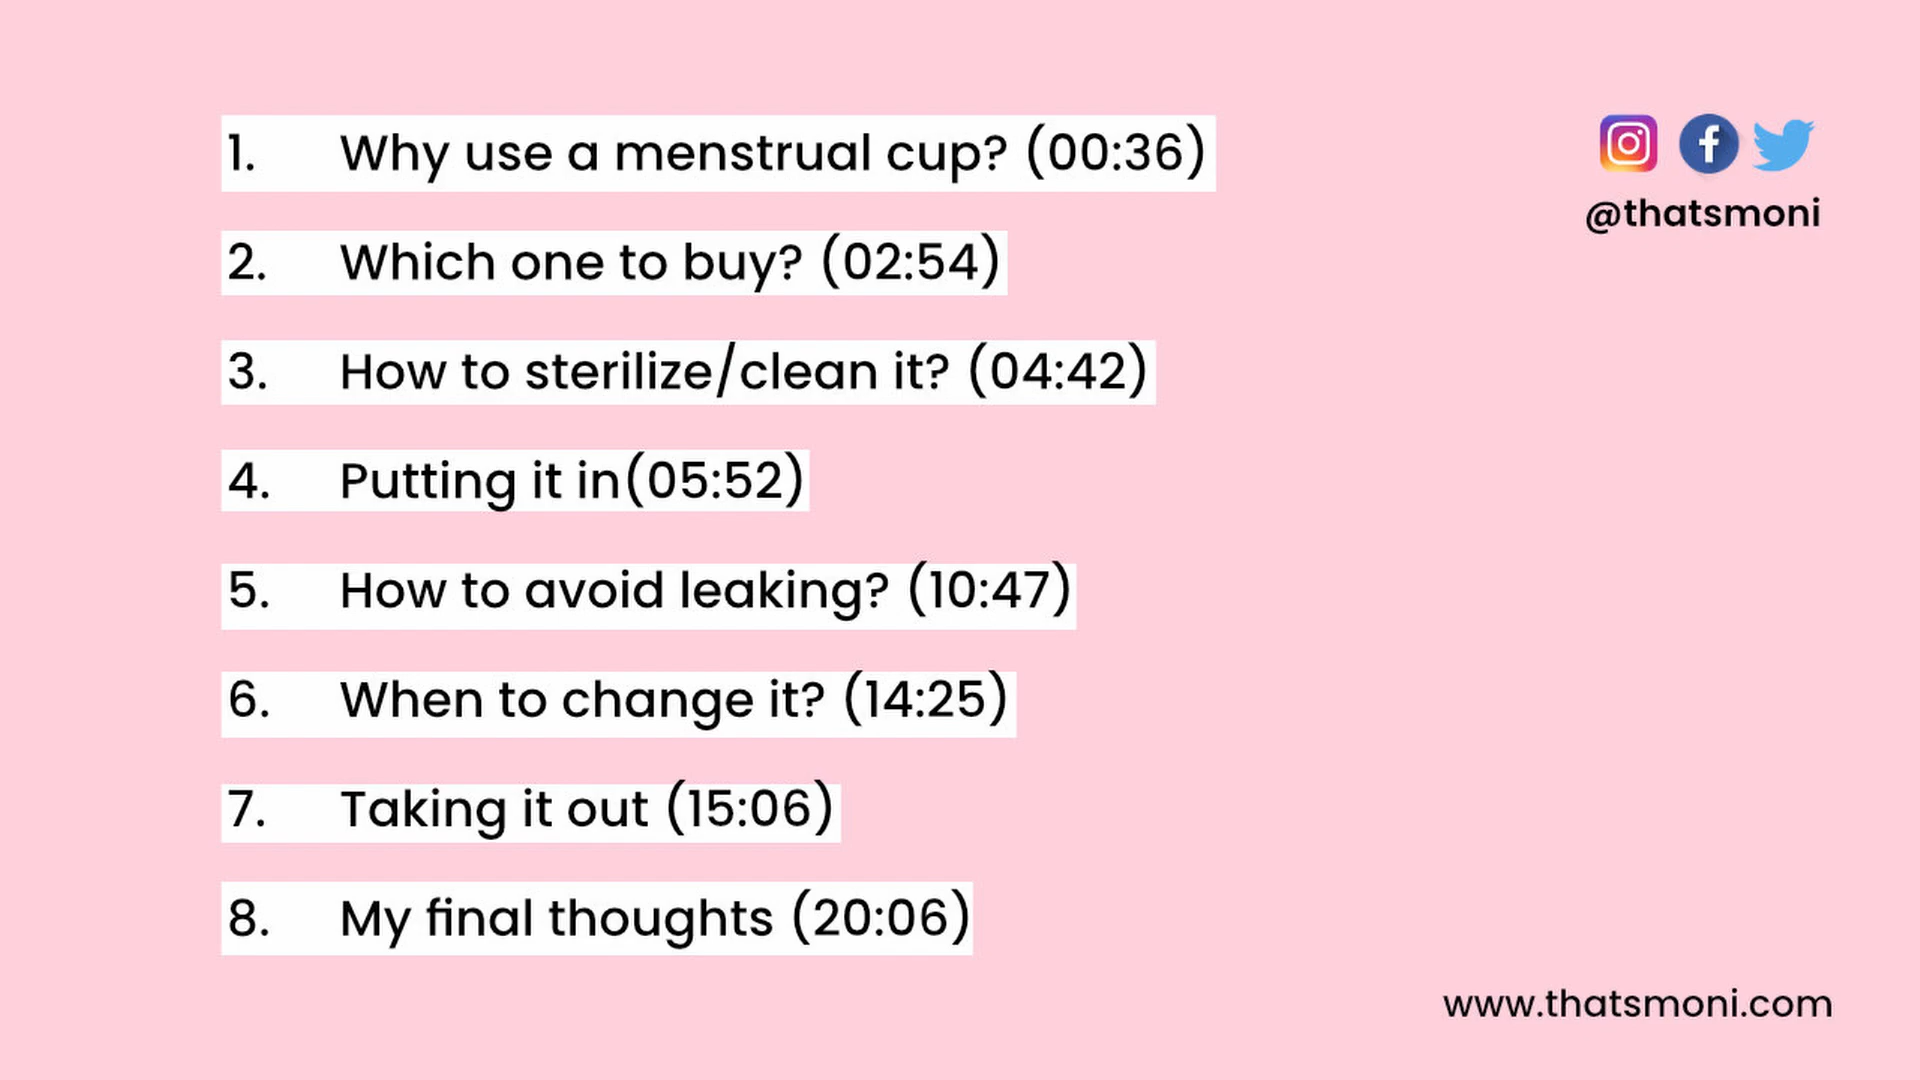 1. Why use a menstrual cup? (00:36)
2. Which one to buy? (02:54)
3. How to sterilize/clean it? (04:42)
4. Putting it in(05:52)
5. How to avoid leaking? (10:47)
6. When to change it? (14:25)
7. Taking it out (15:06)
8. My final thoughts (20:06)
@thatsmoni
www.thatsmoni.com